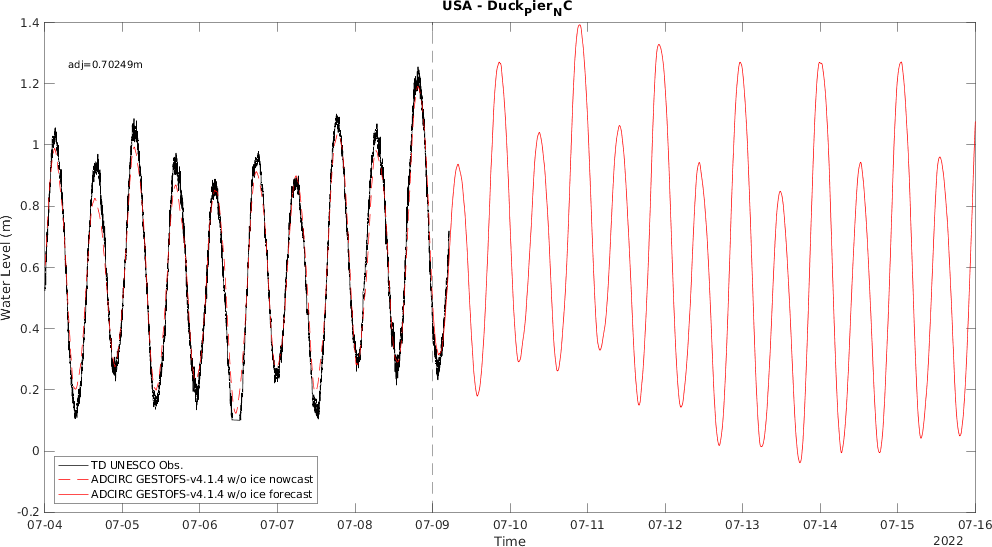 USA - Duck_Pier_NC
adj=0.70249m
Water Level (m)
1.4
1.2
1
0.8
0.6
0.4
0.2
0
-0.2
TD UNESCO Obs.
ADCIRC GESTOFS-v4.1.4 w/o ice nowcast
ADCIRC GESTOFS-v4.1.4 w/o ice forecast
07-04 07-05 07-06 07-07 07-08 07-09 07-10 07-11 07-12 07-13 07-14 07-15 07-16
Time
2022